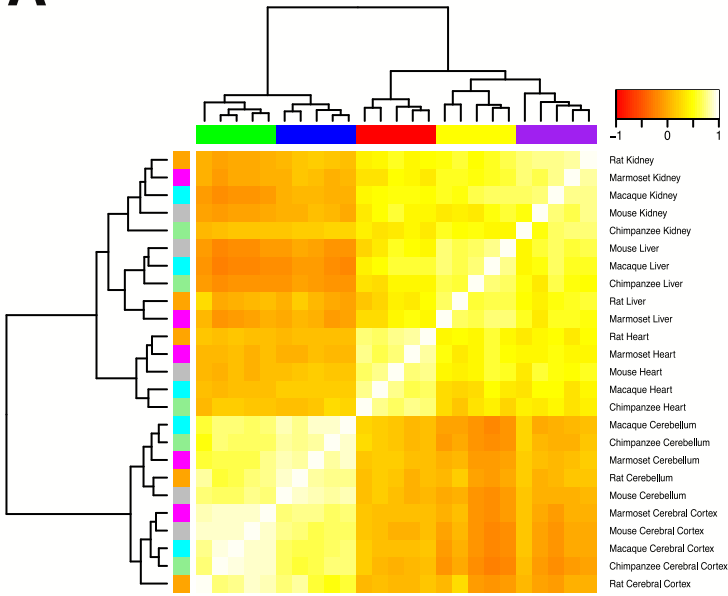 A
-1 0 1
Rat Kidney
Marmoset Kidney
Macaque Kidney
Mouse Kidney
Chimpanzee Kidney
Mouse Liver
Macaque Liver
Chimpanzee Liver
Rat Liver
Marmoset Liver
Rat Heart
Marmoset Heart
Mouse Heart
Macaque Heart
Chimpanzee Heart
Macaque Cerebellum
Chimpanzee Cerebellum
Marmoset Cerebellum
Rat Cerebellum
Mouse Cerebellum
Marmoset Cerebral Cortex
Mouse Cerebral Cortex
Macaque Cerebral Cortex
Chimpanzee Cerebral Cortex
Rat Cerebral Cortex